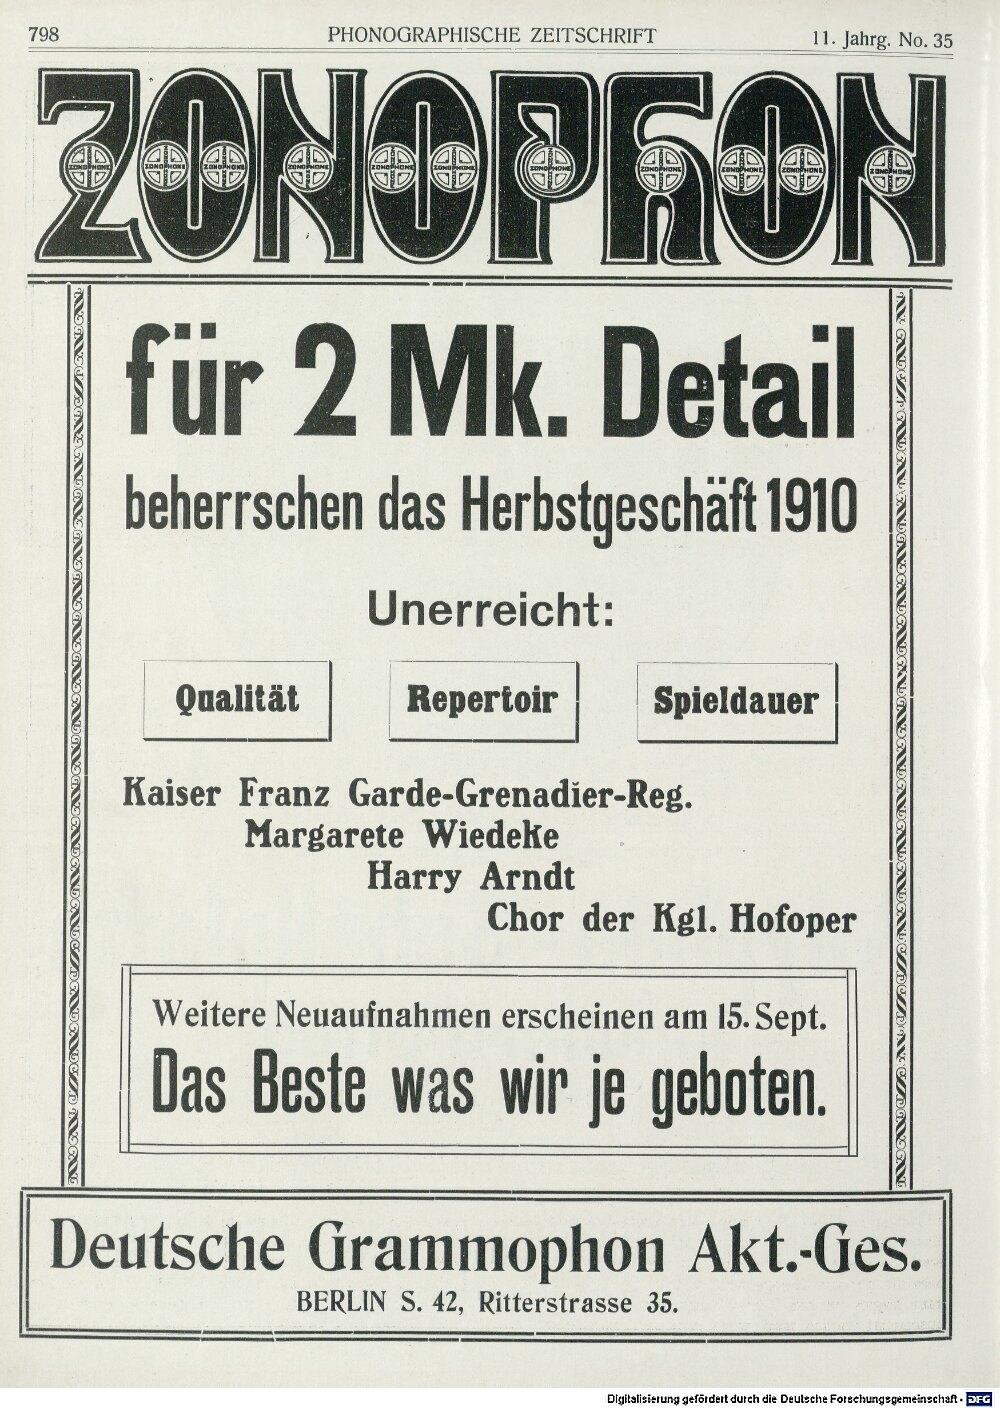 798 PHONOGRAPHISCHE ZEITSCHRIFT 11. Jahrg. No. 35
ZONOPHON
für 2 Mk. Detail
beherrschen das Herbstgeschäft 1910
Unerreicht:
Qualität Repertoir Spieldauer
Kaiser Franz Garde-Grenadier-Reg.
Margarete Wiedeke
Harry Arndt
Chor der Kgl. Hofoper
Weitere Neuaufnahmen erscheinen am 15. Sept.
Das Beste was wir je geboten.
Deutsche Grammophon Akt.-Ges.
BERLIN S. 42, Ritterstrasse 35.
Digitalisierung gefördert durch die Deutsche Forschungsgemeinschaft - DFG